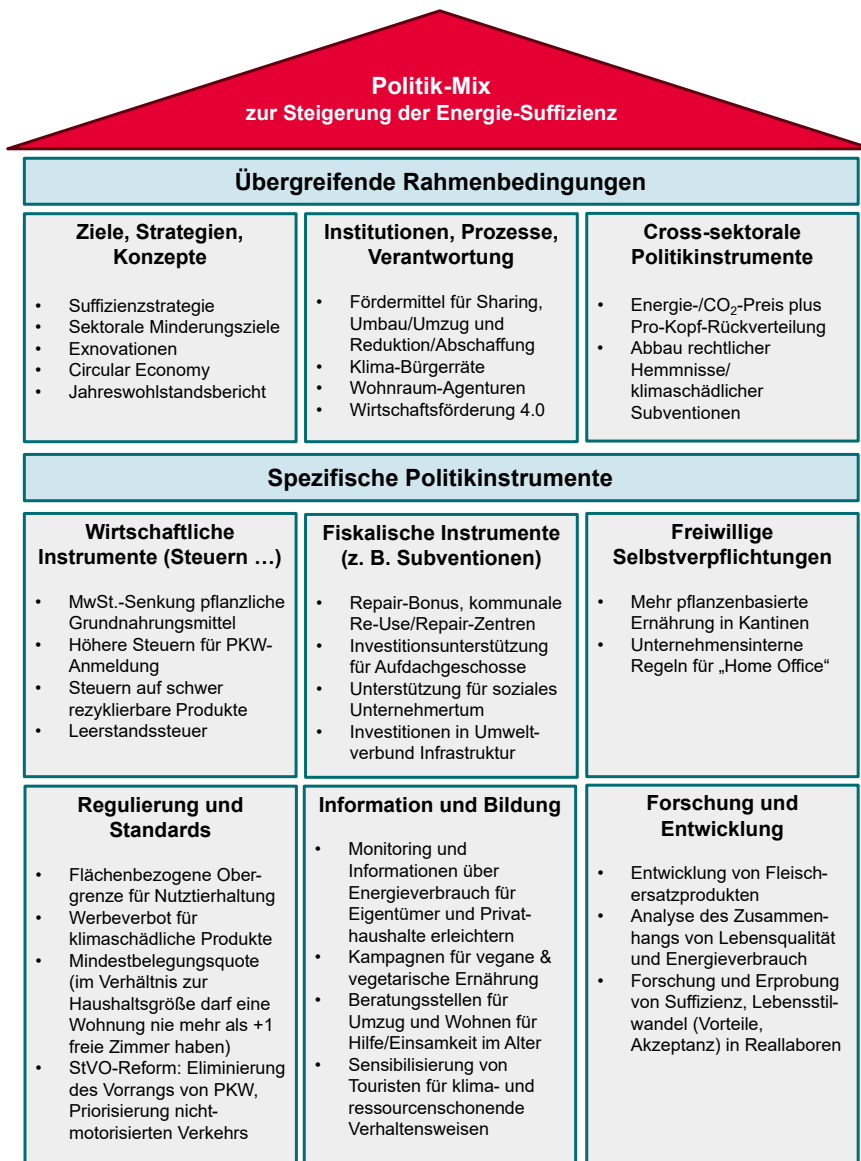 Politik-Mix
zur Steigerung der Energie-Suffizienz
Übergreifende Rahmenbedingungen
Ziele, Strategien,
Konzepte
• Suffizienzstrategie
• Sektorale Minderungsziele
• Exnovationen
• Circular Economy
• Jahreswohlstandsbericht
Institutionen, Prozesse,
Verantwortung
• Fördermittel für Sharing,
Umbau/Umzug und
Reduktion/Abschaffung
• Klima-Bürgerräte
• Wohnraum-Agenturen
• Wirtschaftsförderung 4.0
Cross-sektorale
Politikinstrumente
• Energie-/CO₂-Preis plus
Pro-Kopf-Rückverteilung
• Abbau rechtlicher
Hemmnisse/
klimaschädlicher
Subventionen
Spezifische Politikinstrumente
Wirtschaftliche
Instrumente (Steuern …)
• MwSt.-Senkung pflanzliche
Grundnahrungsmittel
• Höhere Steuern für PKW-
Anmeldung
• Steuern auf schwer
rezyklierbare Produkte
• Leerstandssteuer
Fiskalische Instrumente
(z. B. Subventionen)
• Repair-Bonus, kommunale
Re-Use/Repair-Zentren
• Investitionsunterstützung
für Aufdachgeschosse
• Unterstützung für soziales
Unternehmertum
• Investitionen in Umwelt-
verbund Infrastruktur
Freiwillige
Selbstverpflichtungen
• Mehr pflanzenbasierte
Ernährung in Kantinen
• Unternehmensinterne
Regeln für „Home Office“
Regulierung und
Standards
• Flächenbezogene Ober-
grenze für Nutztierhaltung
• Werbeverbot für
klimaschädliche Produkte
• Mindestbelegungsquote
(im Verhältnis zur
Haushaltsgröße darf eine
Wohnung nie mehr als +1
freie Zimmer haben)
• StVO-Reform: Eliminierung
des Vorrangs von PKW,
Priorisierung nicht-
motorisierten Verkehrs
Information und Bildung
• Monitoring und
Informationen über
Energieverbrauch für
Eigentümer und Privat-
haushalte erleichtern
• Kampagnen für vegane &
vegetarische Ernährung
• Beratungsstellen für
Umzug und Wohnen für
Hilfe/Einsamkeit im Alter
• Sensibilisierung von
Touristen für klima- und
ressourcenschonende
Verhaltensweisen
Forschung und
Entwicklung
• Entwicklung von Fleisch-
ersatzprodukten
• Analyse des Zusammen-
hangs von Lebensqualität
und Energieverbrauch
• Forschung und Erprobung
von Suffizienz, Lebensstil-
wandel (Vorteile,
Akzeptanz) in Reallaboren